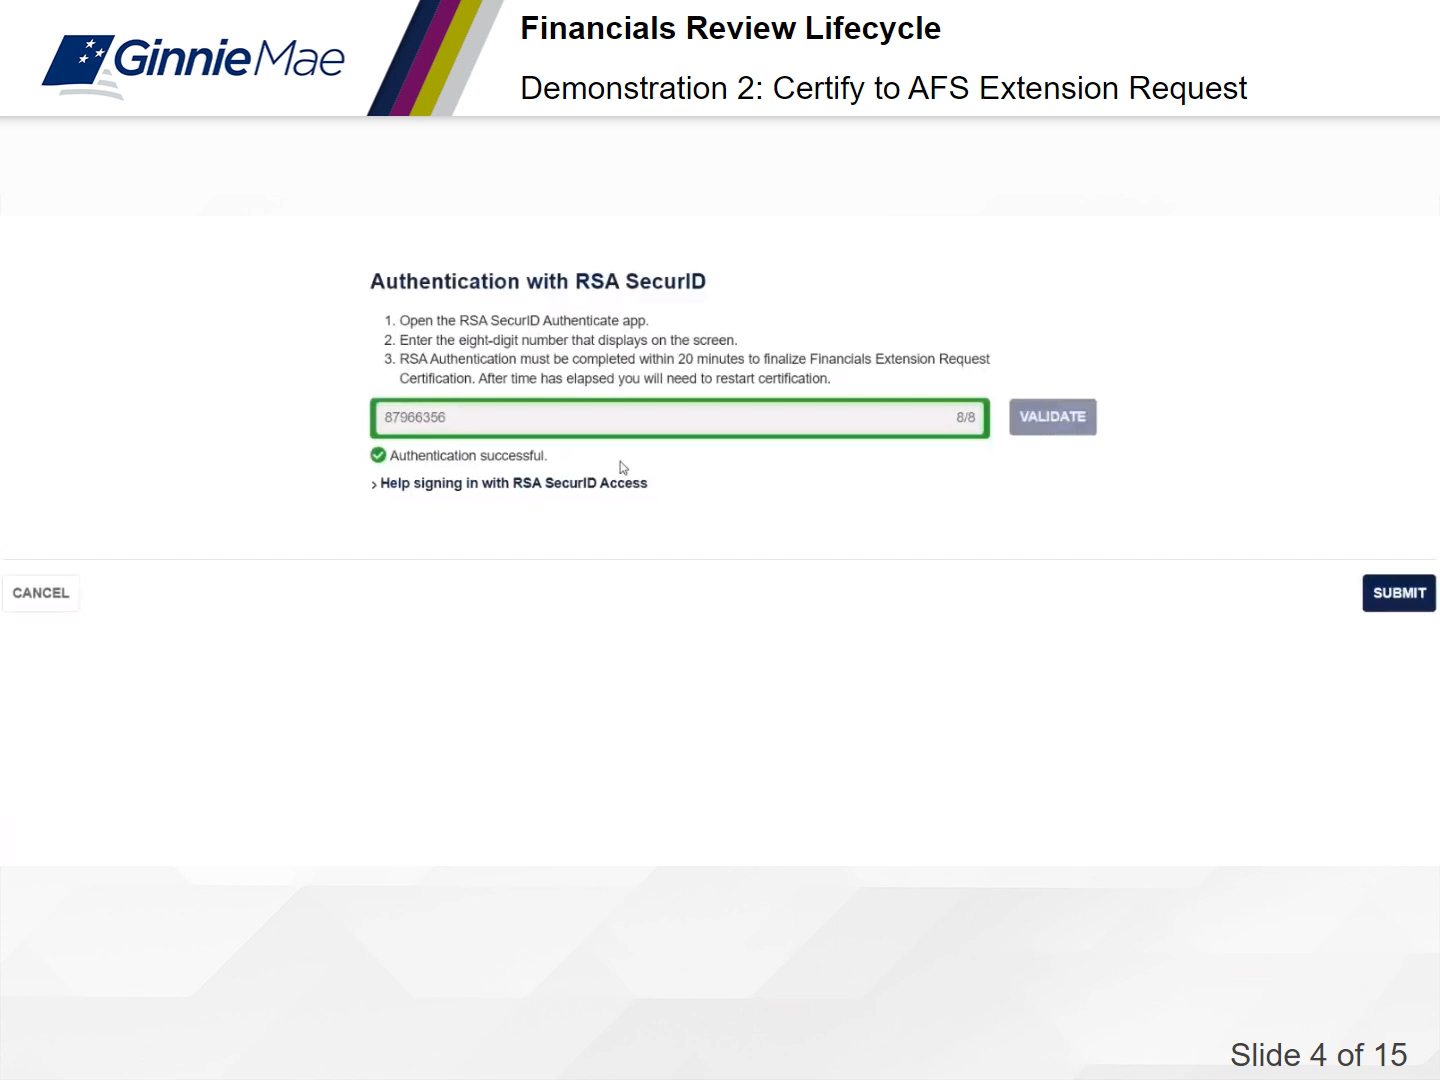 GinnieMae
Financials Review Lifecycle
Demonstration 2: Certify to AFS Extension Request
Authentication with RSA SecurID
1. Open the RSA SecurID Authenticate app.
2. Enter the eight-digit number that displays on the screen.
3. RSA Authentication must be completed within 20 minutes to finalize Financials Extension Request
Certification. After time has elapsed you will need to restart certification.
87966356 8/8 VALIDATE
Authentication successful.
› Help signing in with RSA SecurID Access
CANCEL SUBMIT
Slide 4 of 15